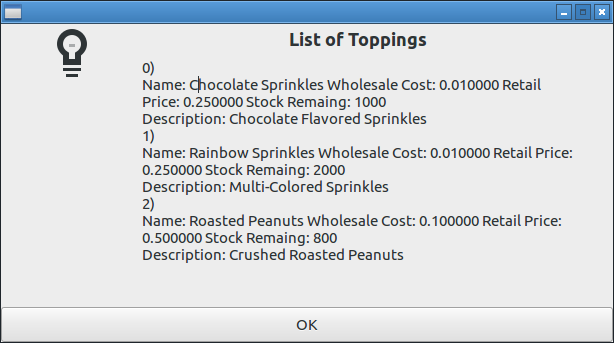 List of Toppings
0)
Name: Chocolate Sprinkles Wholesale Cost: 0.010000 Retail
Price: 0.250000 Stock Remaing: 1000
Description: Chocolate Flavored Sprinkles
1)
Name: Rainbow Sprinkles Wholesale Cost: 0.010000 Retail Price:
0.250000 Stock Remaing: 2000
Description: Multi-Colored Sprinkles
2)
Name: Roasted Peanuts Wholesale Cost: 0.100000 Retail Price:
0.500000 Stock Remaing: 800
Description: Crushed Roasted Peanuts
OK